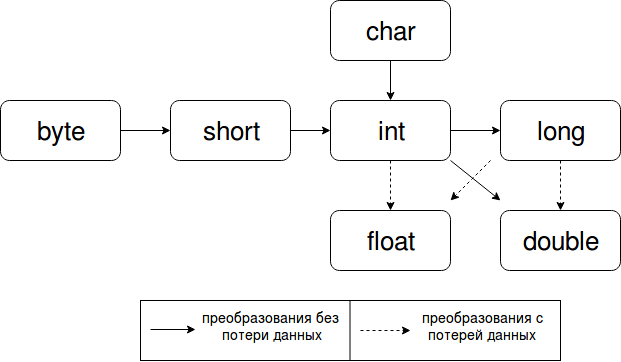 char
byte
short
int
long
float
double
преобразования без
потери данных
преобразования с
потерей данных